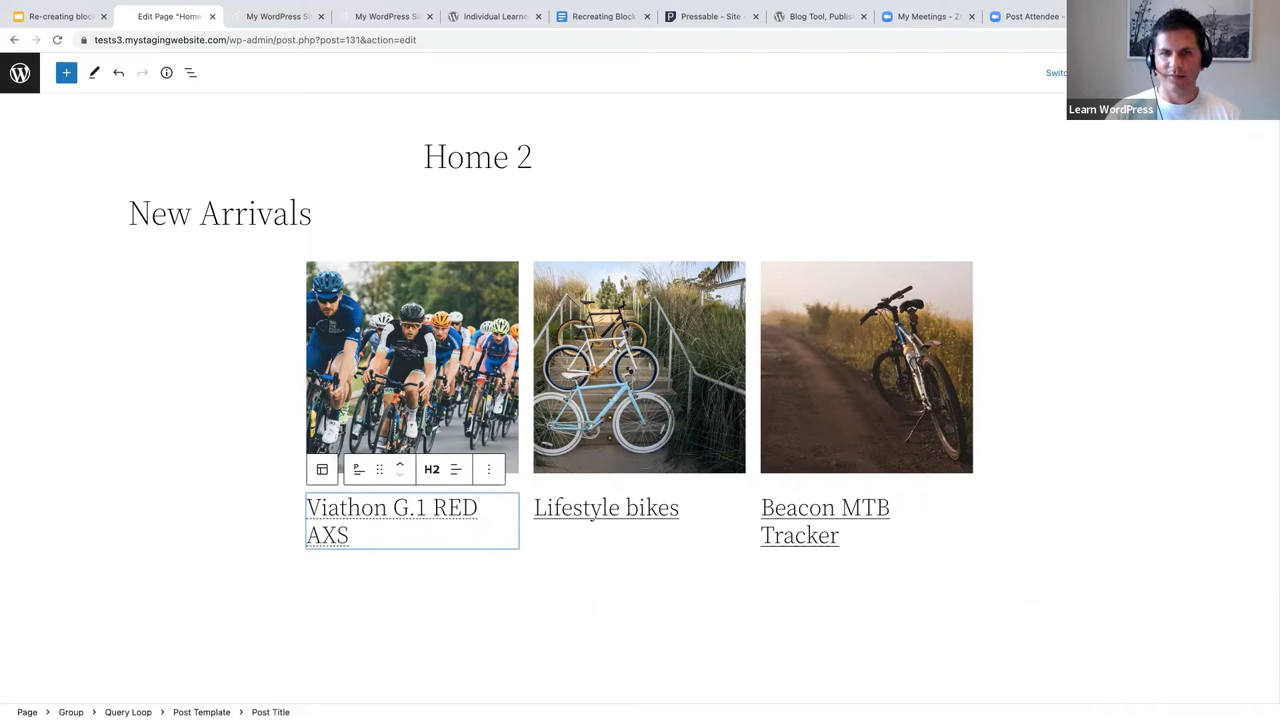 Re-creating block
Edit Page "Home
My WordPress Si
My WordPress Si
Individual Learne
Recreating Block
Pressable - Site
Blog Tool, Publis
My Meetings - Z
Post Attendee -
tests3.mystagingwebsite.com/wp-admin/post.php?post=131&action=edit
Switc
Learn WordPress
Home 2
New Arrivals
H2
Viathon G.1 RED
AXS
Lifestyle bikes
Beacon MTB
Tracker
Page > Group > Query Loop > Post Template > Post Title